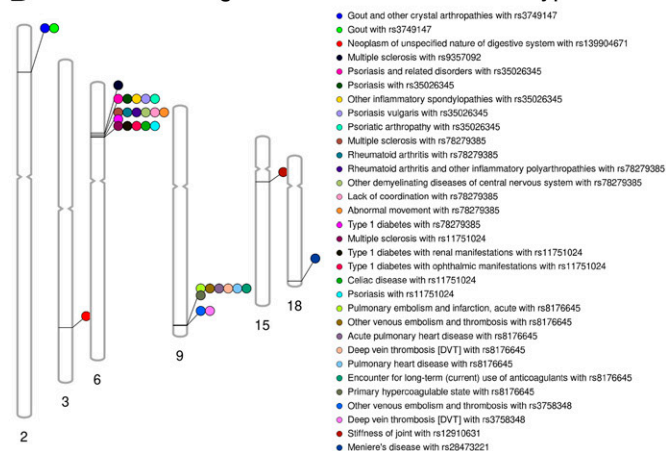 Gout and other crystal arthropathies with rs3749147
Gout with rs3749147
Neoplasm of unspecified nature of digestive system with rs139904671
Multiple sclerosis with rs9357092
Psoriasis and related disorders with rs35026345
Psoriasis with rs35026345
Other inflammatory spondylopathies with rs35026345
Psoriasis vulgaris with rs35026345
Psoriatic arthropathy with rs35026345
Multiple sclerosis with rs78279385
Rheumatoid arthritis with rs78279385
Rheumatoid arthritis and other inflammatory polyarthropathies with rs78279385
Other demyelinating diseases of central nervous system with rs78279385
Lack of coordination with rs78279385
Abnormal movement with rs78279385
Type 1 diabetes with rs78279385
Multiple sclerosis with rs11751024
Type 1 diabetes with renal manifestations with rs11751024
Type 1 diabetes with ophthalmic manifestations with rs11751024
Celiac disease with rs11751024
Psoriasis with rs11751024
Pulmonary embolism and infarction, acute with rs8176645
Other venous embolism and thrombosis with rs8176645
Acute pulmonary heart disease with rs8176645
Deep vein thrombosis [DVT] with rs8176645
Pulmonary heart disease with rs8176645
Encounter for long-term (current) use of anticoagulants with rs8176645
Primary hypercoagulable state with rs8176645
Other venous embolism and thrombosis with rs3758348
Deep vein thrombosis [DVT] with rs3758348
Stiffness of joint with rs12910631
Meniere's disease with rs28473221
2
3
6
9
15
18